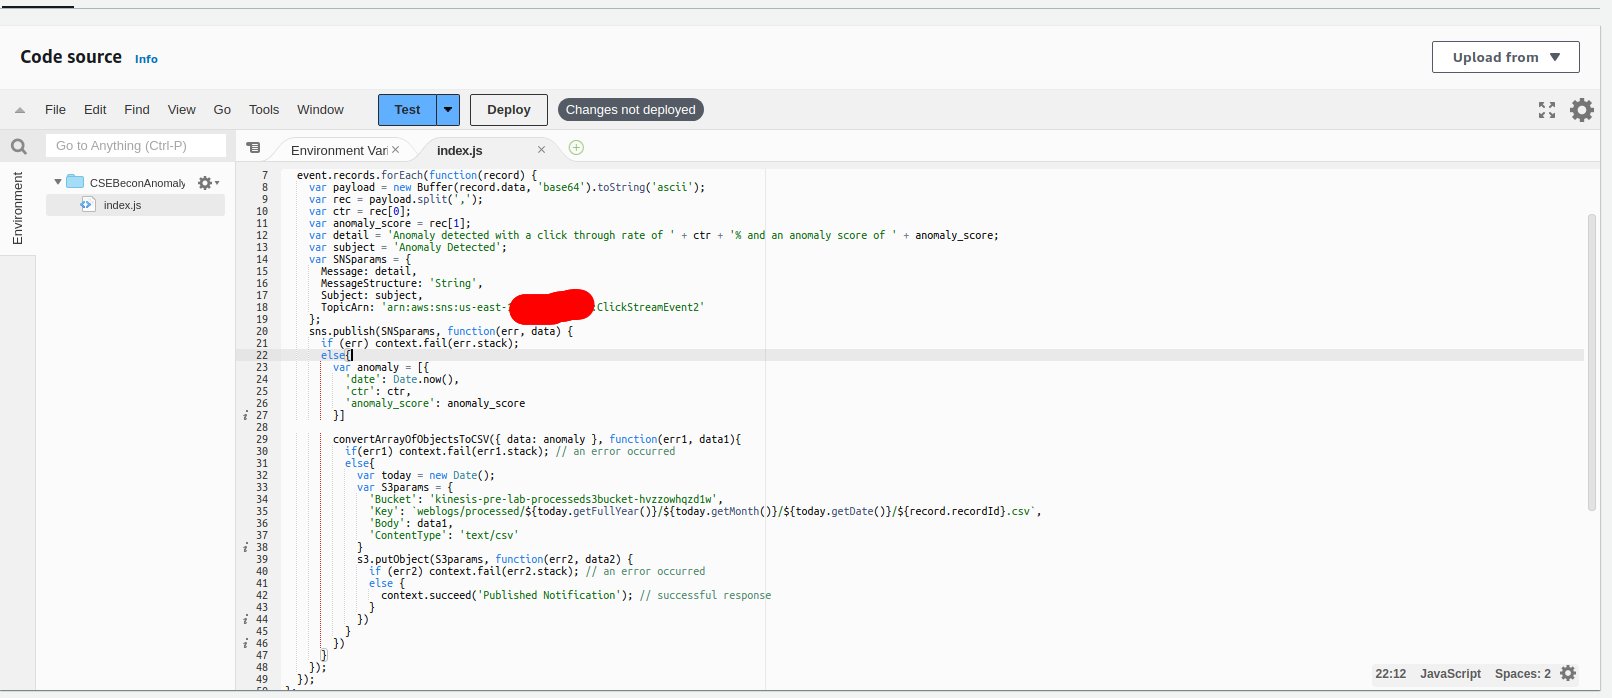 Code source Info
Upload from
File Edit Find View Go Tools Window Test Deploy Changes not deployed
Go to Anything (Ctrl-P)
Environment Vari index.js
Environment
CSEBeconAnomaly
index.js
7 event.records.forEach(function(record) {
8 var payload = new Buffer(record.data, 'base64').toString('ascii');
9 var rec = payload.split(',');
10 var ctr = rec[0];
11 var anomaly_score = rec[1];
12 var detail = 'Anomaly detected with a click through rate of ' + ctr + '% and an anomaly score of ' + anomaly_score;
13 var subject = 'Anomaly Detected';
14 var SNSparams = {
15 Message: detail,
16 MessageStructure: 'String',
17 Subject: subject,
18 TopicArn: 'arn:aws:sns:us-east- :ClickStreamEvent2'
19 };
20 sns.publish(SNSparams, function(err, data) {
21 if (err) context.fail(err.stack);
22 else{
23 var anomaly = [{
24 'date': Date.now(),
25 'ctr': ctr,
26 'anomaly_score': anomaly_score
i 27 }]
28
29 convertArrayOfObjectsToCSV({ data: anomaly }, function(err1, data1){
30 if(err1) context.fail(err1.stack); // an error occurred
31 else{
32 var today = new Date();
33 var S3params = {
34 'Bucket': 'kinesis-pre-lab-processeds3bucket-hvzzowhqzd1w',
35 'Key': `weblogs/processed/${today.getFullYear()}/${today.getMonth()}/${today.getDate()}/${record.recordId}.csv`,
36 'Body': data1,
37 'ContentType': 'text/csv'
i 38 }
39 s3.putObject(S3params, function(err2, data2) {
40 if (err2) context.fail(err2.stack); // an error occurred
41 else {
42 context.succeed('Published Notification'); // successful response
43 }
i 44 })
45 }
i 46 })
47 }
48 });
49 });
22:12 JavaScript Spaces: 2